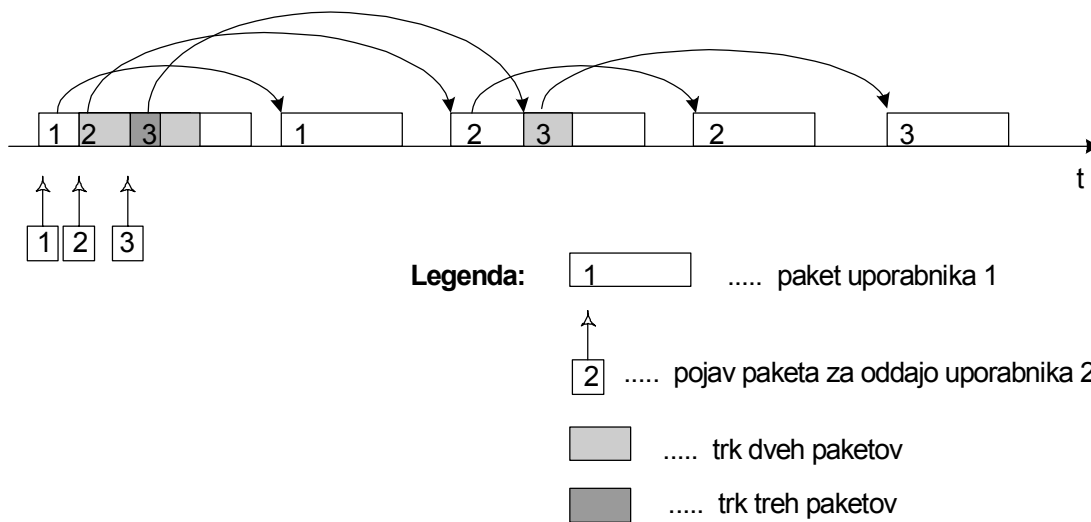 1 2 3 1 2 3 2 3
t
1 2 3
Legenda: 1 ..... paket uporabnika 1
2 ..... pojav paketa za oddajo uporabnika 2
..... trk dveh paketov
..... trk treh paketov